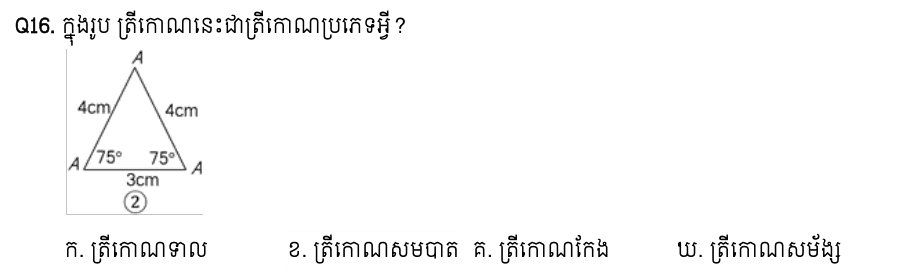 Q16. ក្នុងរូប ត្រីកោណនេះជាត្រីកោណប្រភេទអ្វី ?
A
4cm 4cm
A 75° 75° A
3cm
②
ក. ត្រីកោណទាល ខ. ត្រីកោណសមបាត គ. ត្រីកោណកែង ឃ. ត្រីកោណសម័ង្ស